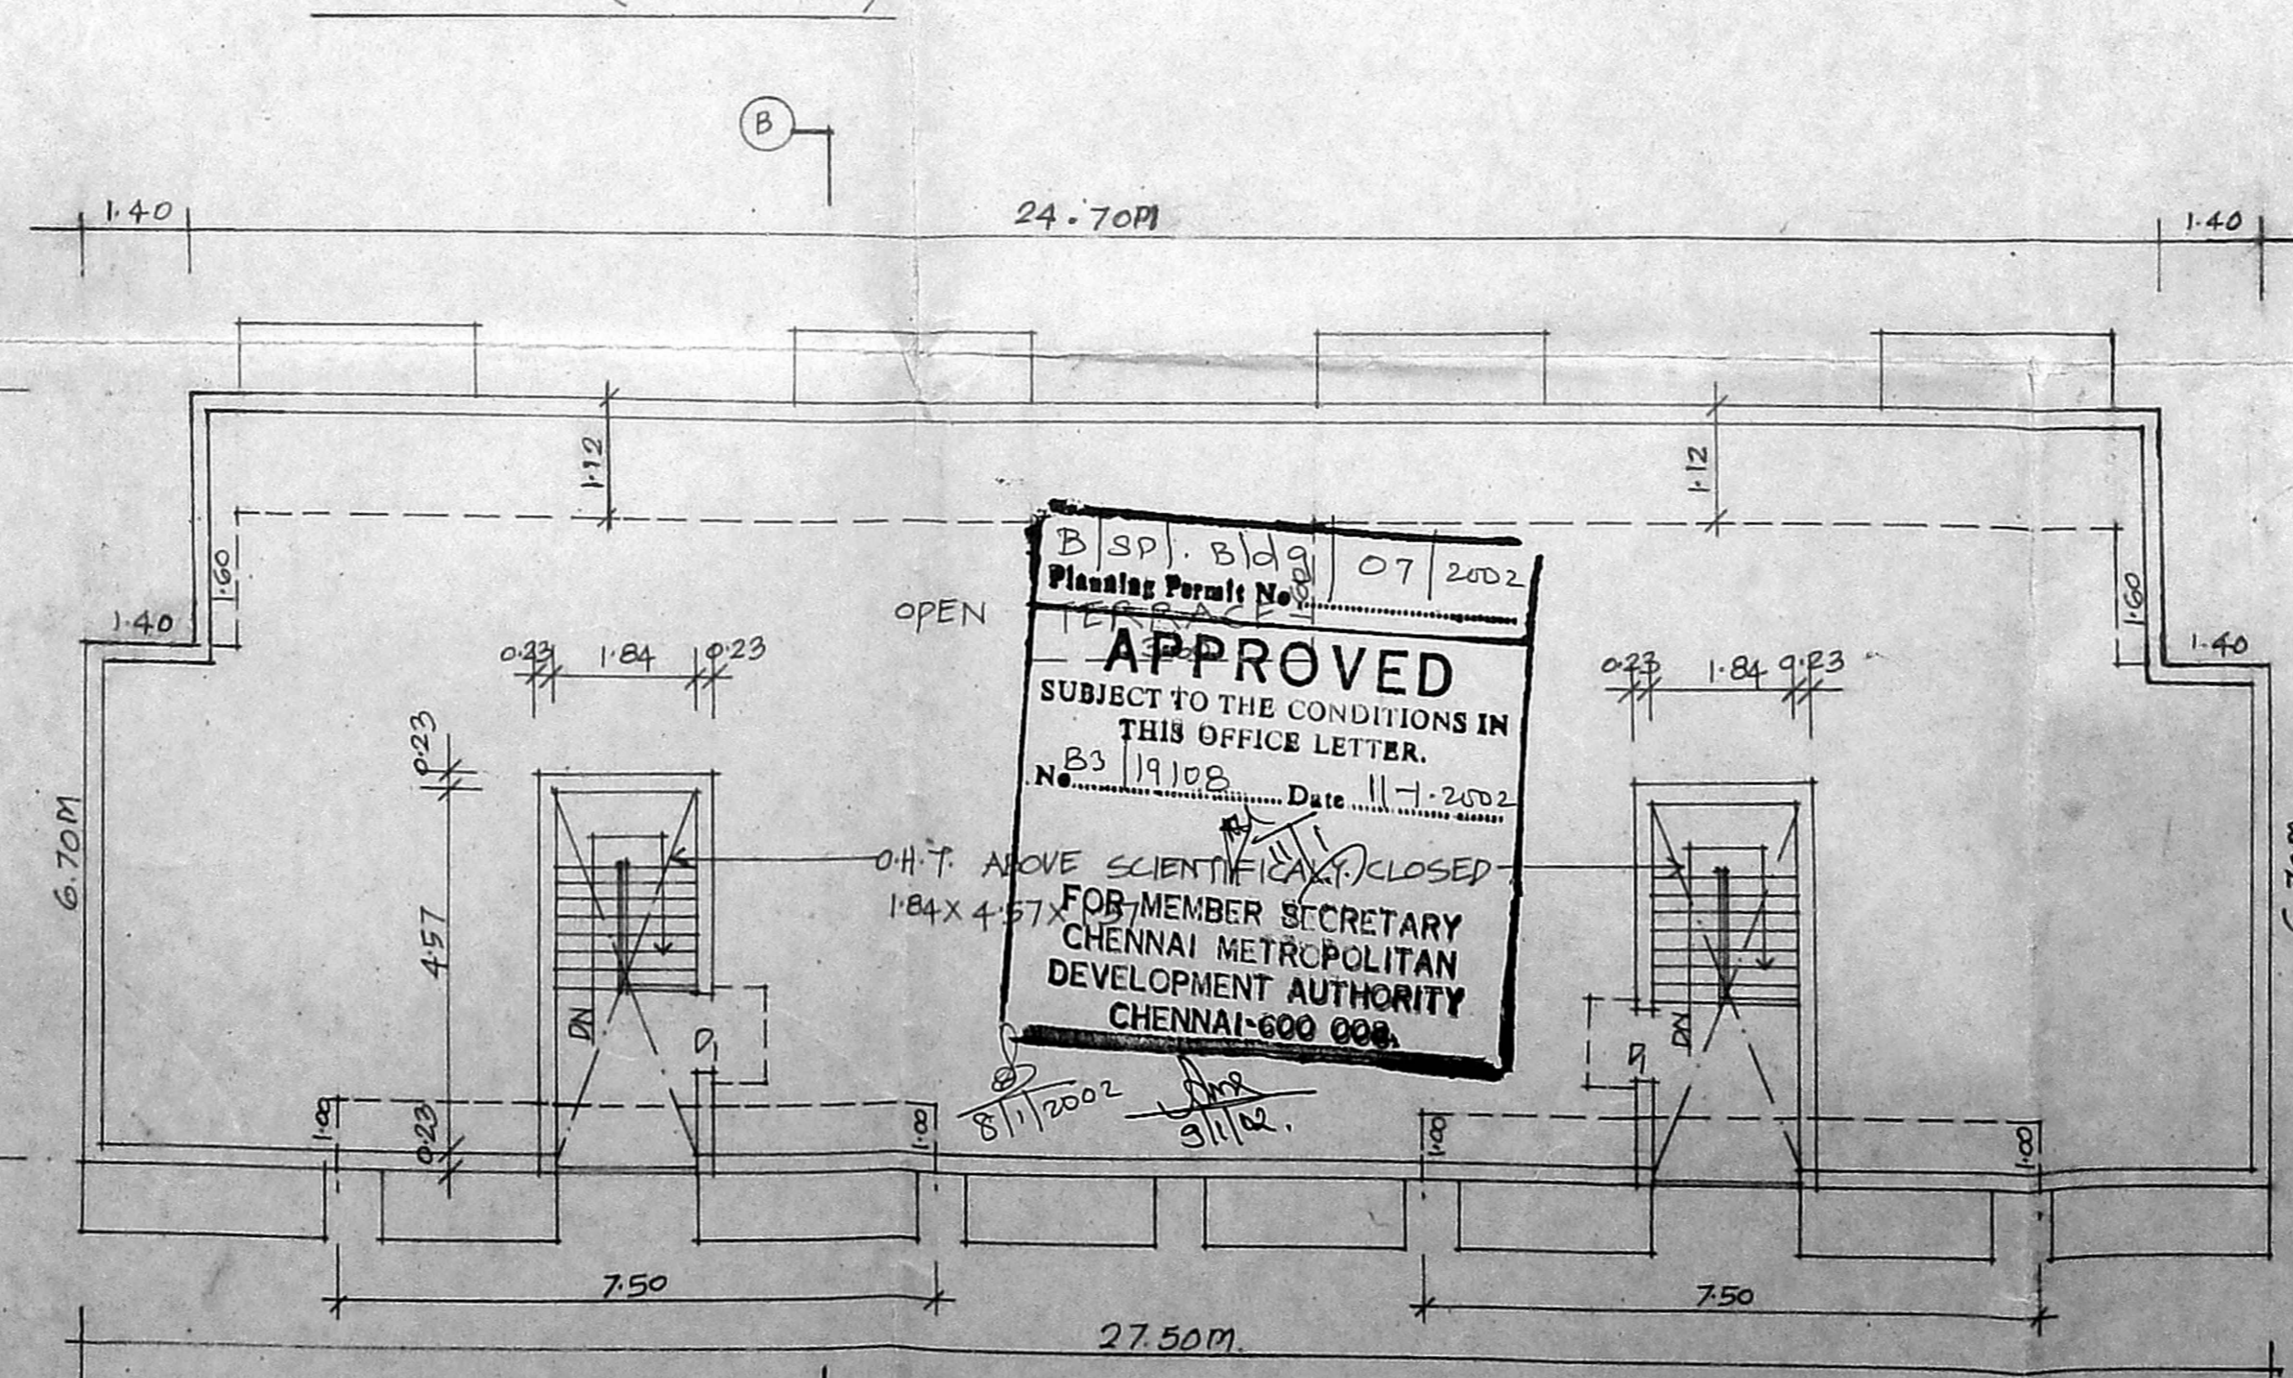 B
1.40
24.70M
1.40
1.12
1.12
1.60
1.60
1.40
1.40
B/SPl. Bldg / 07/2002
Planning Permit No
OPEN TERRACE
APPROVED
SUBJECT TO THE CONDITIONS IN
THIS OFFICE LETTER.
No B3/19108 Date 11-1-2002
0.23 1.84 0.23
0.23 1.84 0.23
0.23
6.70M
4.57
O.H.T. ABOVE SCIENTIFICALY CLOSED
1.84 X 4.57 X
FOR MEMBER SECRETARY
CHENNAI METROPOLITAN
DEVELOPMENT AUTHORITY
CHENNAI-600 008.
DN
D1
DN
D1
8/1/2002
9/1/02.
1.00
0.23
1.00
1.00
1.00
7.50
7.50
27.50M.